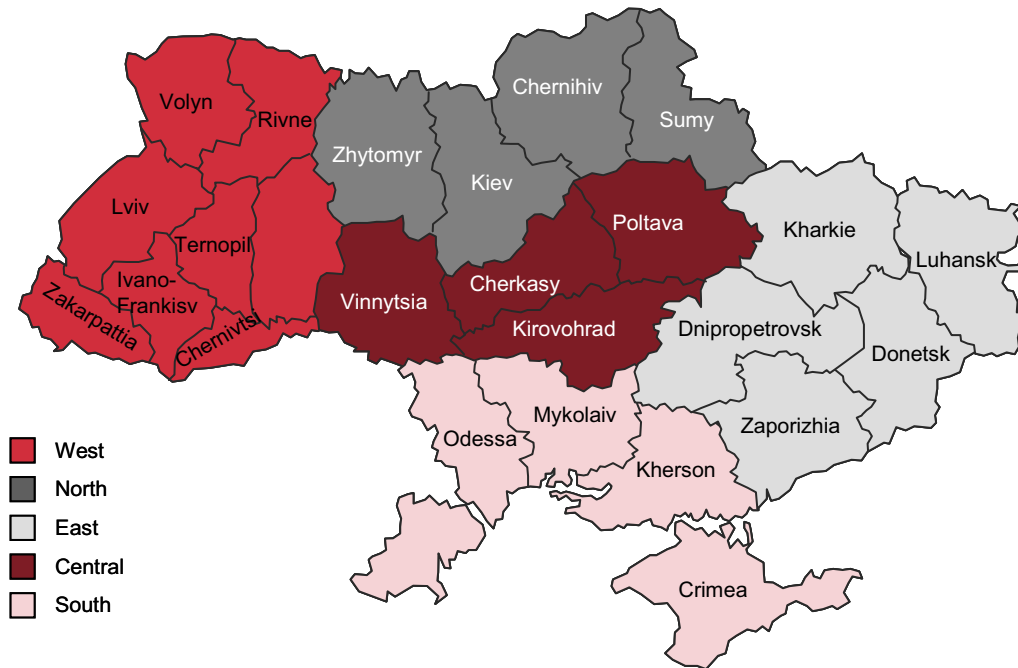 Chernihiv
Volyn
Rivne
Sumy
Zhytomyr
Kiev
Lviv
Poltava
Ternopil
Kharkie
Luhansk
Ivano-
Frankisv
Zakarpattia
Chernivtsi
Vinnytsia
Cherkasy
Kirovohrad
Dnipropetrovsk
Donetsk
Mykolaiv
Odessa
Zaporizhia
Kherson
Crimea
West
North
East
Central
South